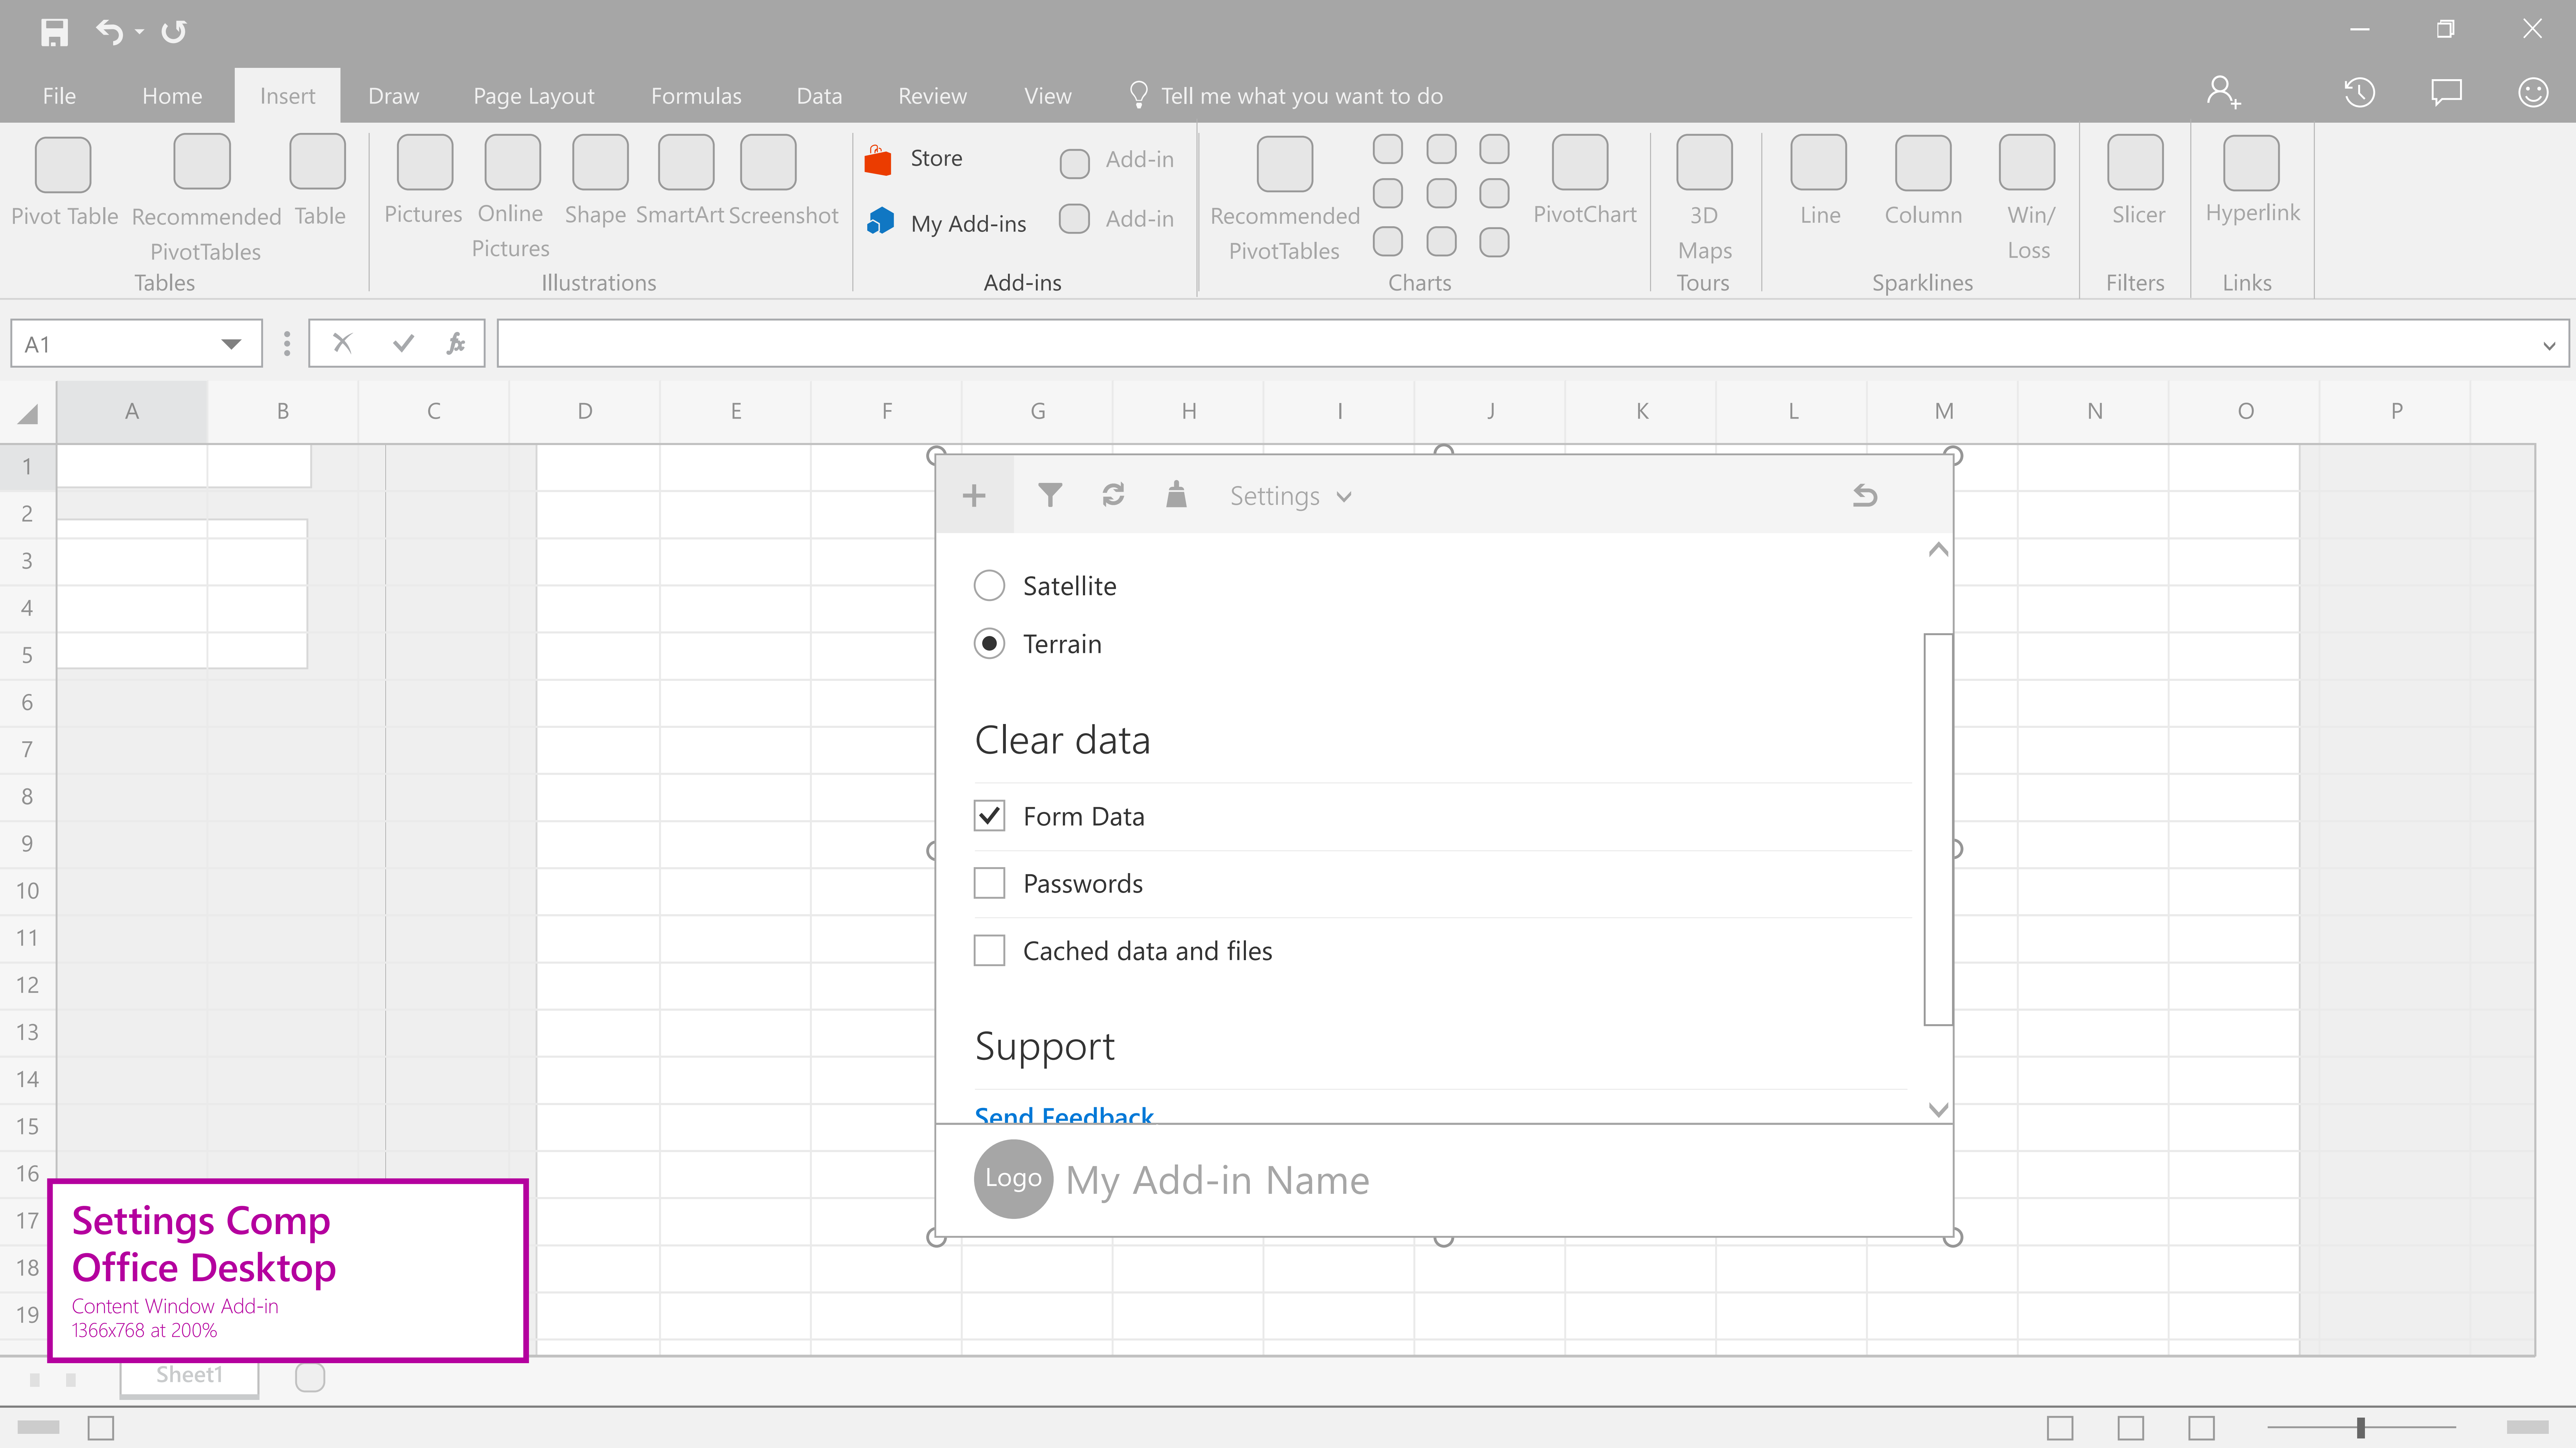 File Home Insert Draw Page Layout Formulas Data Review View Tell me what you want to do
Pivot Table
Recommended
PivotTables
Table
Tables
Pictures
Online
Pictures
Shape
SmartArt
Screenshot
Illustrations
Store
Add-in
My Add-ins
Add-in
Add-ins
Recommended
PivotTables
PivotChart
Charts
3D
Maps
Tours
Line
Column
Win/
Loss
Sparklines
Slicer
Filters
Hyperlink
Links
A1
fx
A B C D E F G H I J K L M N O P
1
2
3
4
5
6
7
8
9
10
11
12
13
14
15
16
17
18
19
Settings
Satellite
Terrain
Clear data
Form Data
Passwords
Cached data and files
Support
Send Feedback
Logo
My Add-in Name
Settings Comp
Office Desktop
Content Window Add-in
1366x768 at 200%
Sheet1